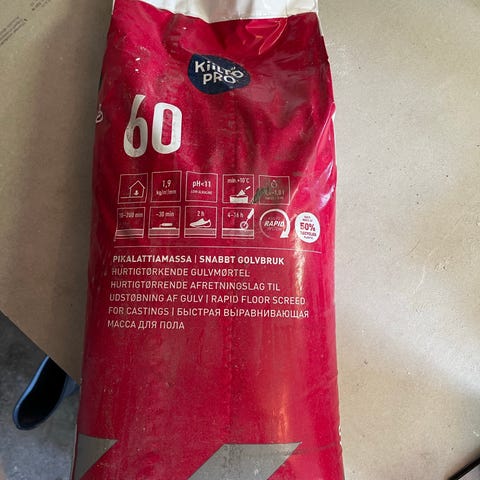 Kiilto
PRO
60
1,9
kg/m²/mm
pH<11
min. +10°C
10-200 mm
~30 min
2 h
4-16 h
RAPID
50%
PIKALATTIAMASSA | SNABBT GOLVBRUK
HURTIGTØRKENDE GULVMØRTEL
HURTIGTØRRENDE AFRETNINGSLAG TIL
UDSTØBNING AF GULV | RAPID FLOOR SCREED
FOR CASTINGS | БЫСТРАЯ ВЫРАВНИВАЮЩАЯ
МАССА ДЛЯ ПОЛА